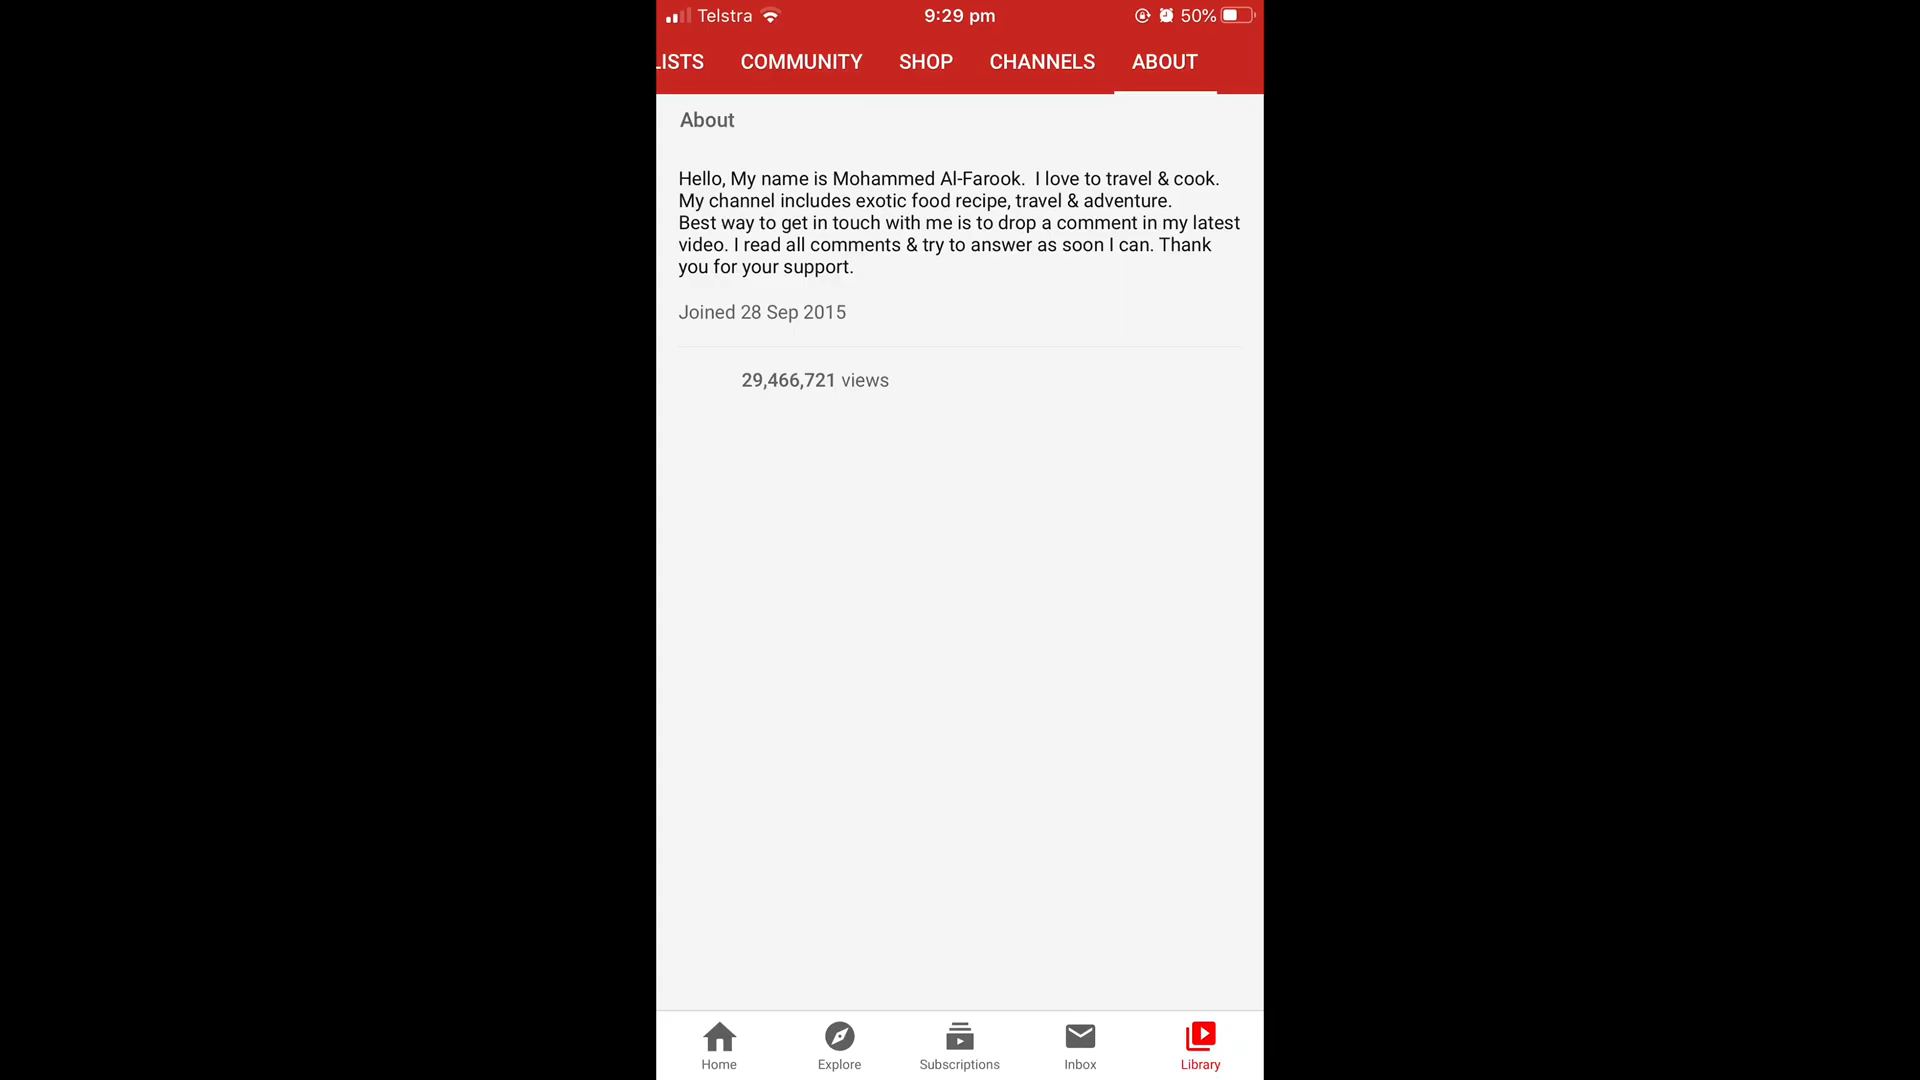 Telstra 9:29 pm 50%
LISTS COMMUNITY SHOP CHANNELS ABOUT
About
Hello, My name is Mohammed Al-Farook.  I love to travel & cook.
My channel includes exotic food recipe, travel & adventure.
Best way to get in touch with me is to drop a comment in my latest
video. I read all comments & try to answer as soon I can. Thank
you for your support.
Joined 28 Sep 2015
29,466,721 views
Home Explore Subscriptions Inbox Library